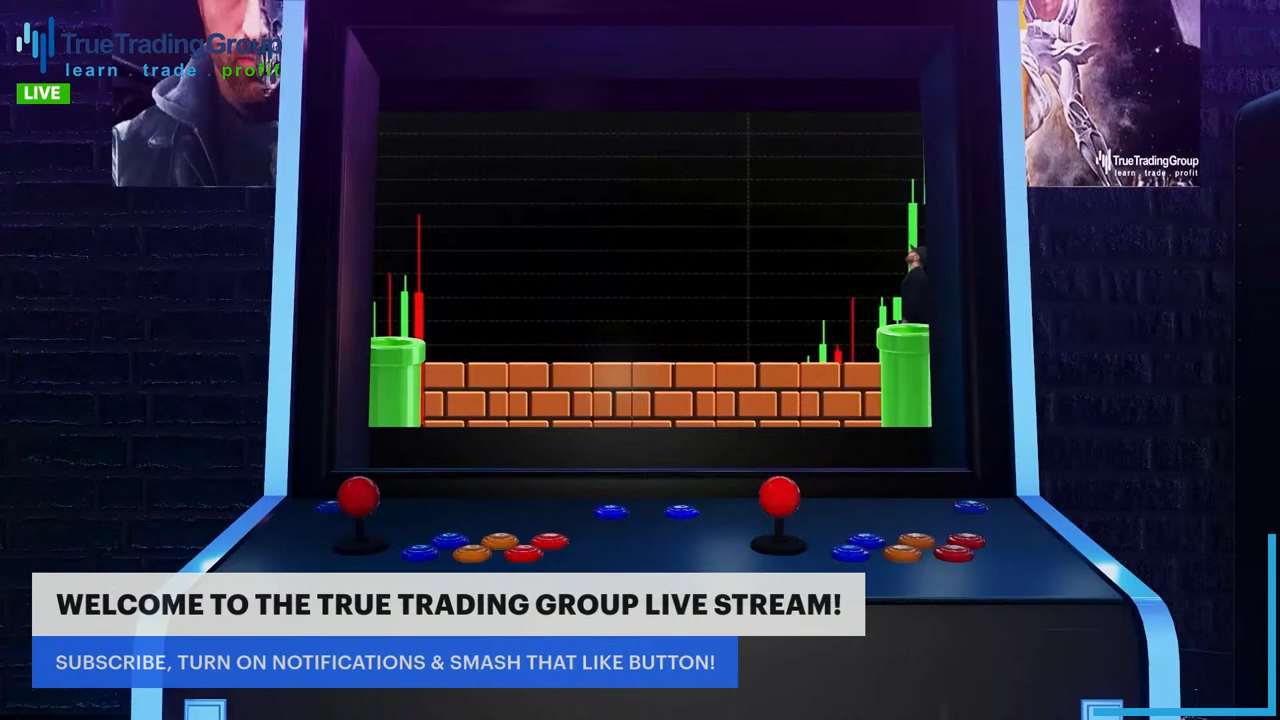 TrueTradingGroup
learn . trade . profit
LIVE
TrueTradingGroup
learn . trade . profit
WELCOME TO THE TRUE TRADING GROUP LIVE STREAM!
SUBSCRIBE, TURN ON NOTIFICATIONS & SMASH THAT LIKE BUTTON!